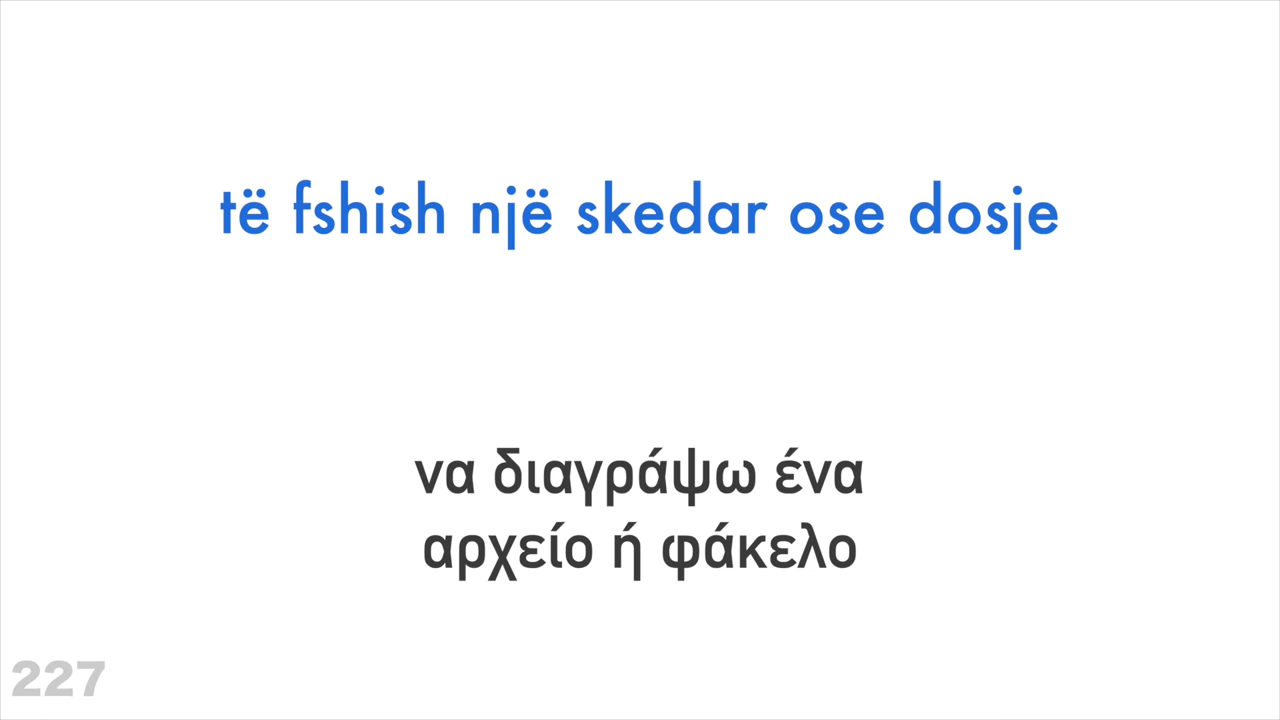 të fshish një skedar ose dosje
να διαγράψω ένα
αρχείο ή φάκελο
227